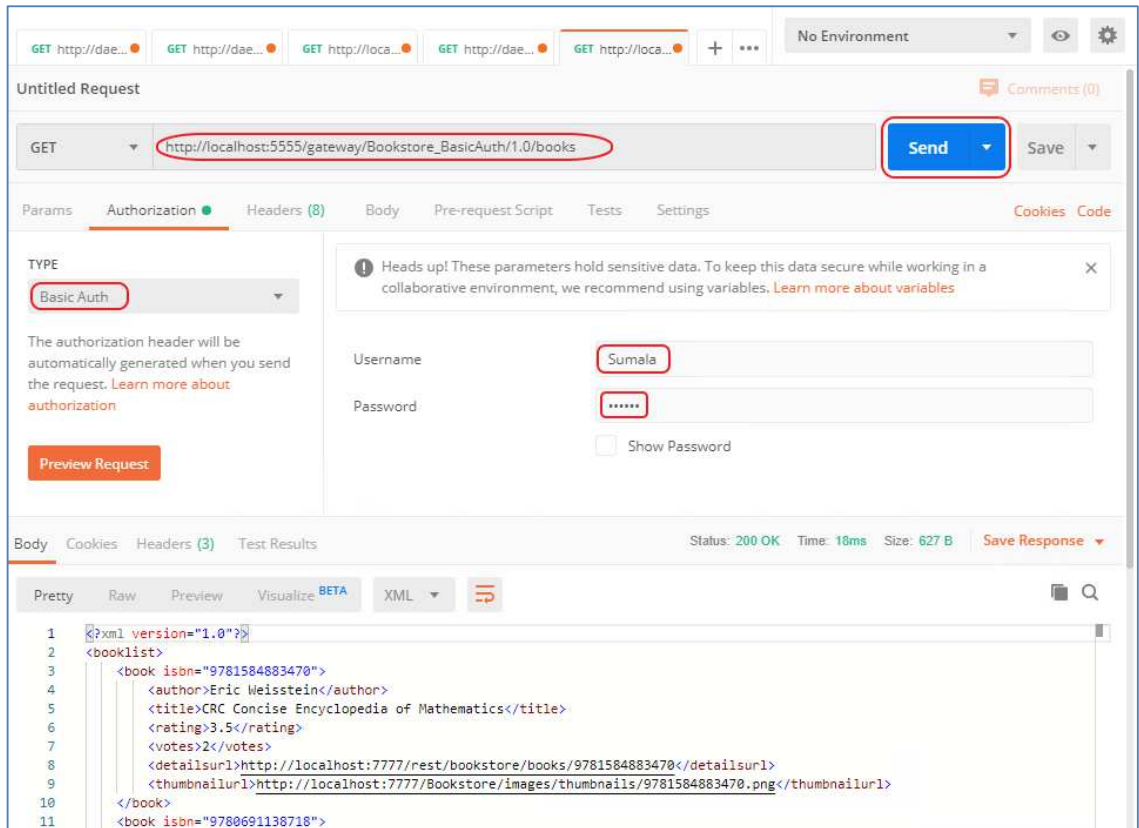 GET http://dae... GET http://dae... GET http://loca... GET http://dae... GET http://loca... + ••• No Environment
Untitled Request Comments (0)
GET http://localhost:5555/gateway/Bookstore_BasicAuth/1.0/books Send Save
Params Authorization Headers (8) Body Pre-request Script Tests Settings Cookies Code
TYPE
Basic Auth
The authorization header will be
automatically generated when you send
the request. Learn more about
authorization
Preview Request
Heads up! These parameters hold sensitive data. To keep this data secure while working in a
collaborative environment, we recommend using variables. Learn more about variables
Username Sumala
Password ••••••
Show Password
Body Cookies Headers (3) Test Results Status: 200 OK Time: 18ms Size: 627 B Save Response
Pretty Raw Preview Visualize BETA XML
1 <?xml version="1.0"?>
2 <booklist>
3 <book isbn="9781584883470">
4 <author>Eric Weisstein</author>
5 <title>CRC Concise Encyclopedia of Mathematics</title>
6 <rating>3.5</rating>
7 <votes>2</votes>
8 <detailsurl>http://localhost:7777/rest/bookstore/books/9781584883470</detailsurl>
9 <thumbnailurl>http://localhost:7777/Bookstore/images/thumbnails/9781584883470.png</thumbnailurl>
10 </book>
11 <book isbn="9780691138718">